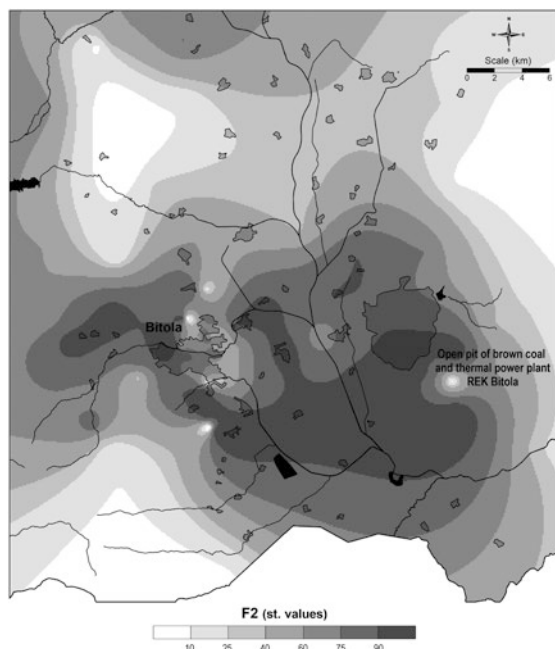 N
Scale (km)
0 2 4 6
Bitola
Open pit of brown coal
and thermal power plant
REK Bitola
F2 (st. values)
10 25 60 75 90